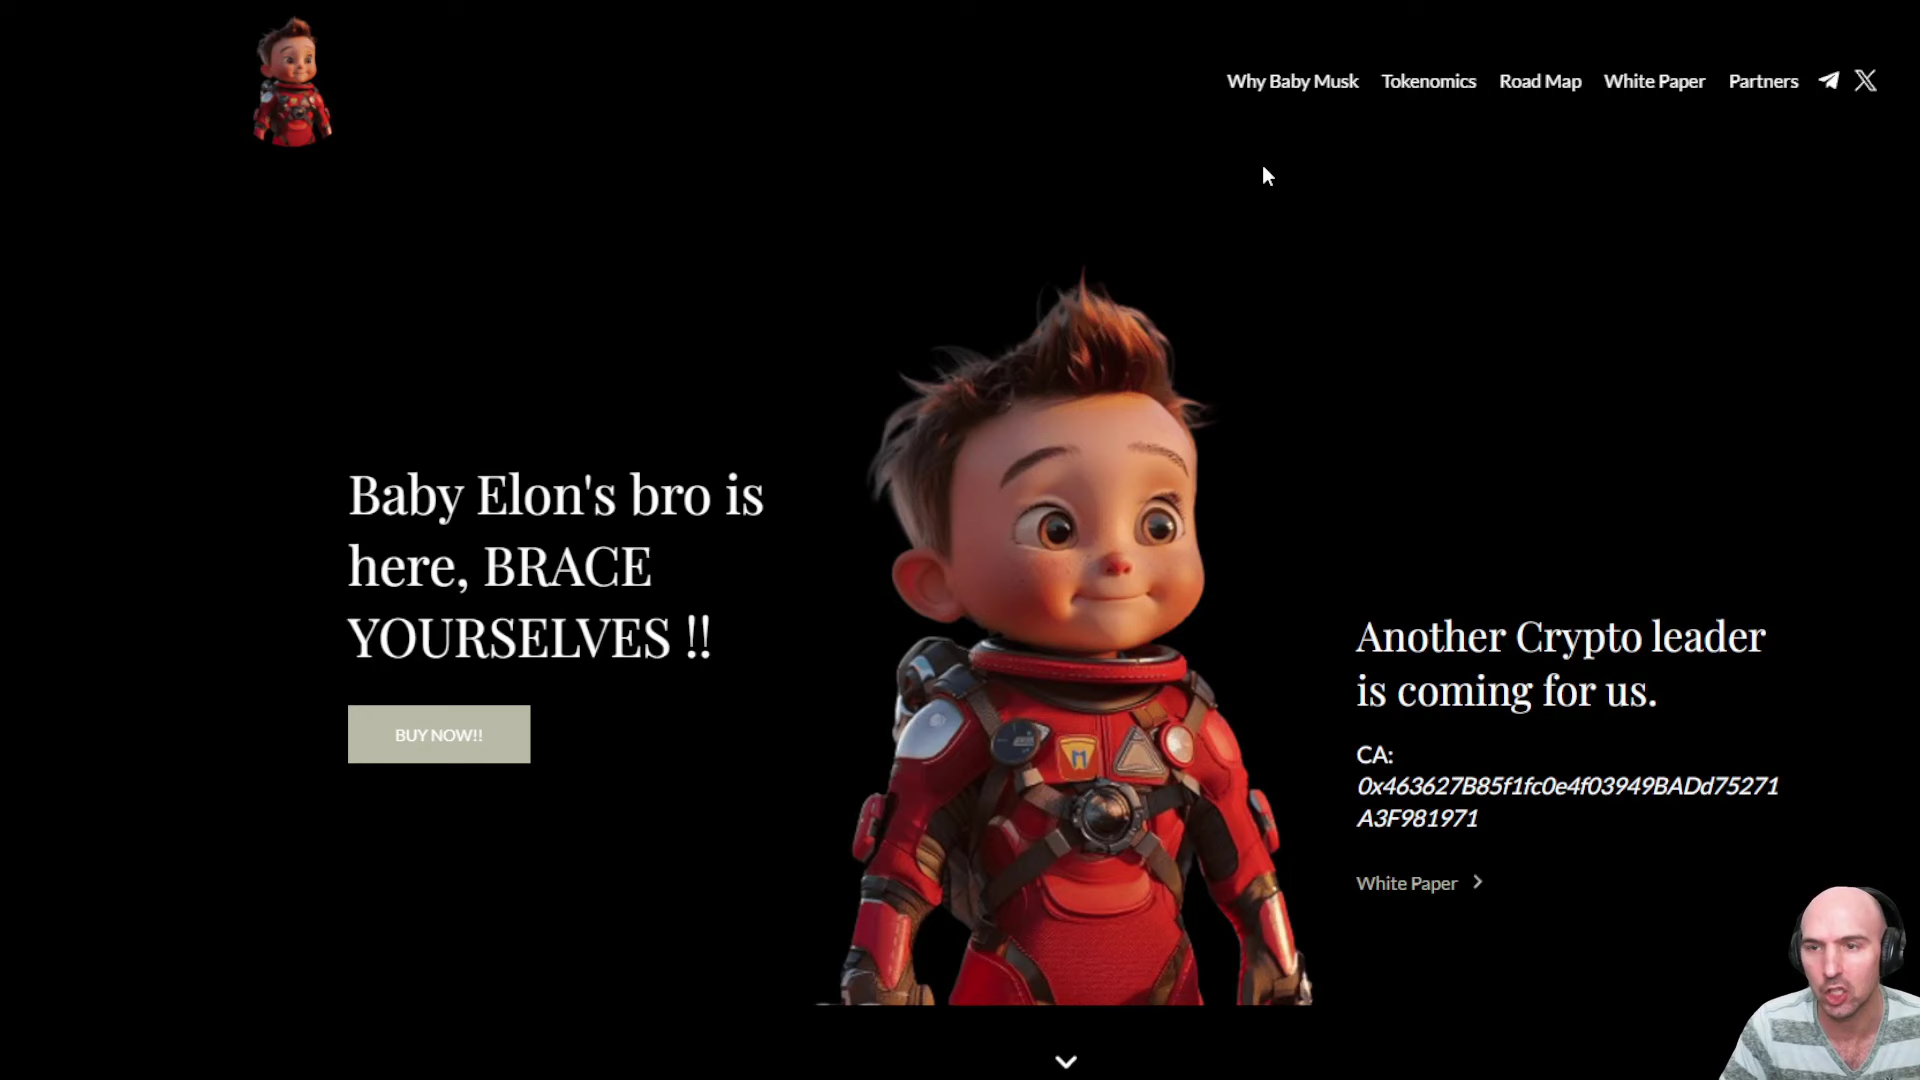 Why Baby Musk Tokenomics Road Map White Paper Partners
Baby Elon's bro is
here, BRACE
YOURSELVES !!
BUY NOW!!
Another Crypto leader
is coming for us.
CA:
0x463627B85f1fc0e4f03949BADd75271
A3F981971
White Paper